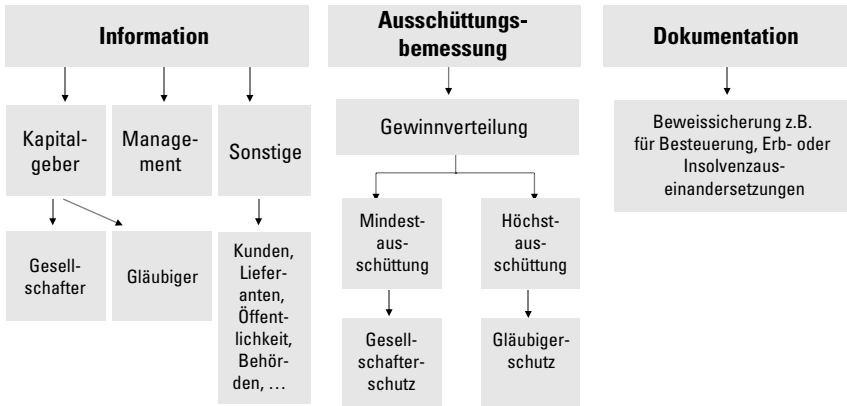 Information
Ausschüttungs-
bemessung
Dokumentation
Kapital-
geber
Manage-
ment
Sonstige
Gewinnverteilung
Beweissicherung z.B.
für Besteuerung, Erb- oder
Insolvenzaus-
einandersetzungen
Gesell-
schafter
Gläubiger
Kunden,
Liefer-
anten,
Öffent-
lichkeit,
Behör-
den, …
Mindest-
aus-
schüttung
Höchst-
aus-
schüttung
Gesell-
schafter-
schutz
Gläubiger-
schutz